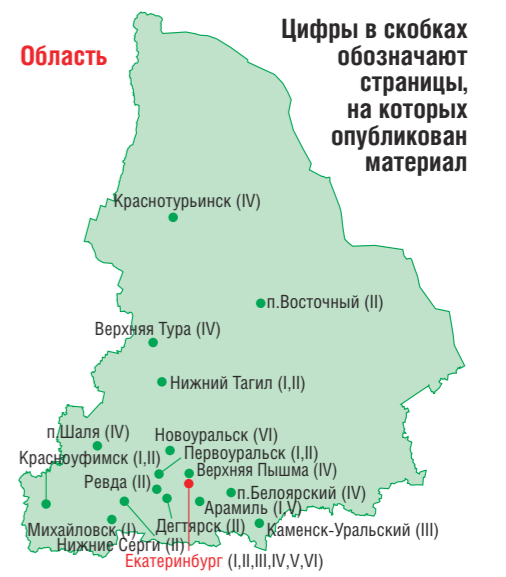 Область
Цифры в скобках
обозначают
страницы,
на которых
опубликован
материал
Краснотурьинск (IV)
п.Восточный (II)
Верхняя Тура (IV)
Нижний Тагил (I,II)
п.Шаля (IV)
Новоуральск (VI)
Первоуральск (I,II)
Красноуфимск (I,II)
Верхняя Пышма (IV)
Ревда (II)
п.Белоярский (IV)
Арамиль (I,V)
Дегтярск (II)
Михайловск (I)
Каменск-Уральский (III)
Нижние Серги (II)
Екатеринбург (I,II,III,IV,V,VI)